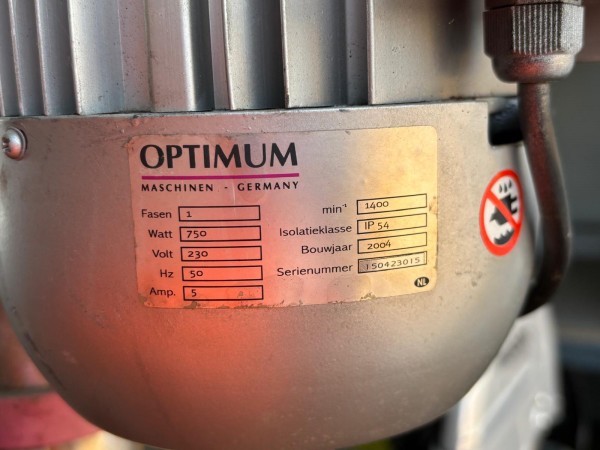 OPTIMUM
MASCHINEN - GERMANY
Fasen 1
Watt 750
Volt 230
Hz 50
Amp. 5
min-1 1400
Isolatieklasse IP 54
Bouwjaar 2004
Serienummer 150423015
NL